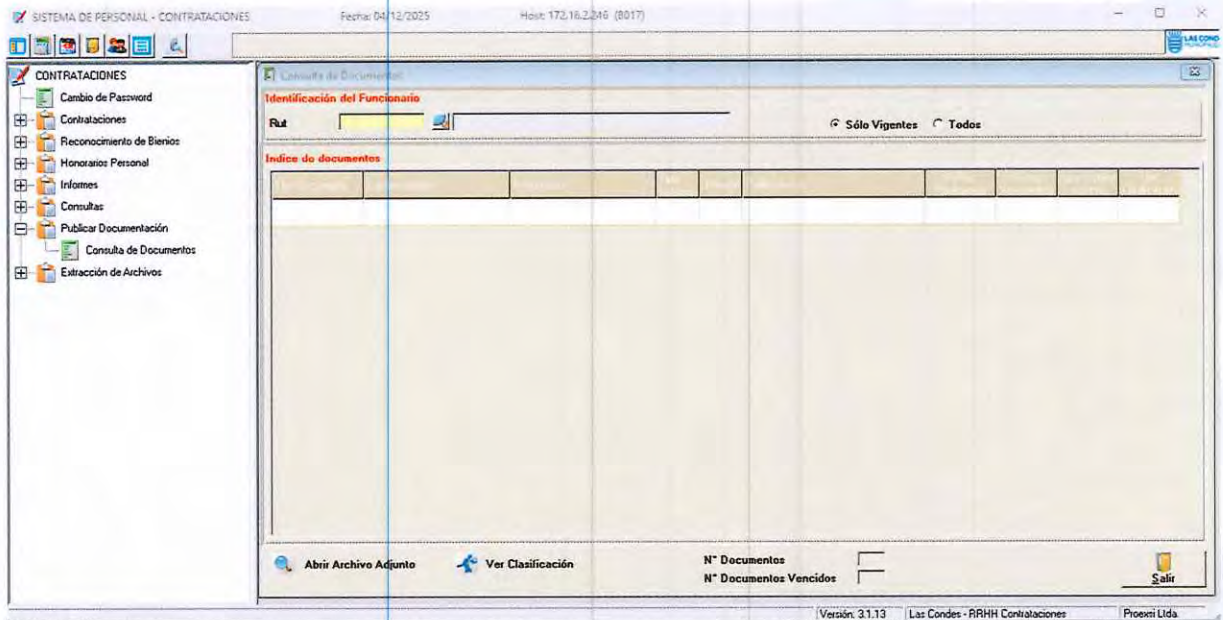 SISTEMA DE PERSONAL - CONTRATACIONES Fecha: 04/12/2025 Host: 172.16.2.246 (8017)
LAS CONDES
CONTRATACIONES
Cambio de Password
Contrataciones
Reconocimiento de Bienios
Honorarios Personal
Informes
Consultas
Publicar Documentación
Consulta de Documentos
Extracción de Archivos
Consulta de Documentos
Identificación del Funcionario
Rut
Sólo Vigentes Todos
Indice de documentos
Abrir Archivo Adjunto Ver Clasificación
N° Documentos
N° Documentos Vencidos
Salir
Versión: 3.1.13 Las Condes - RRHH Contrataciones Proexsi Ltda.